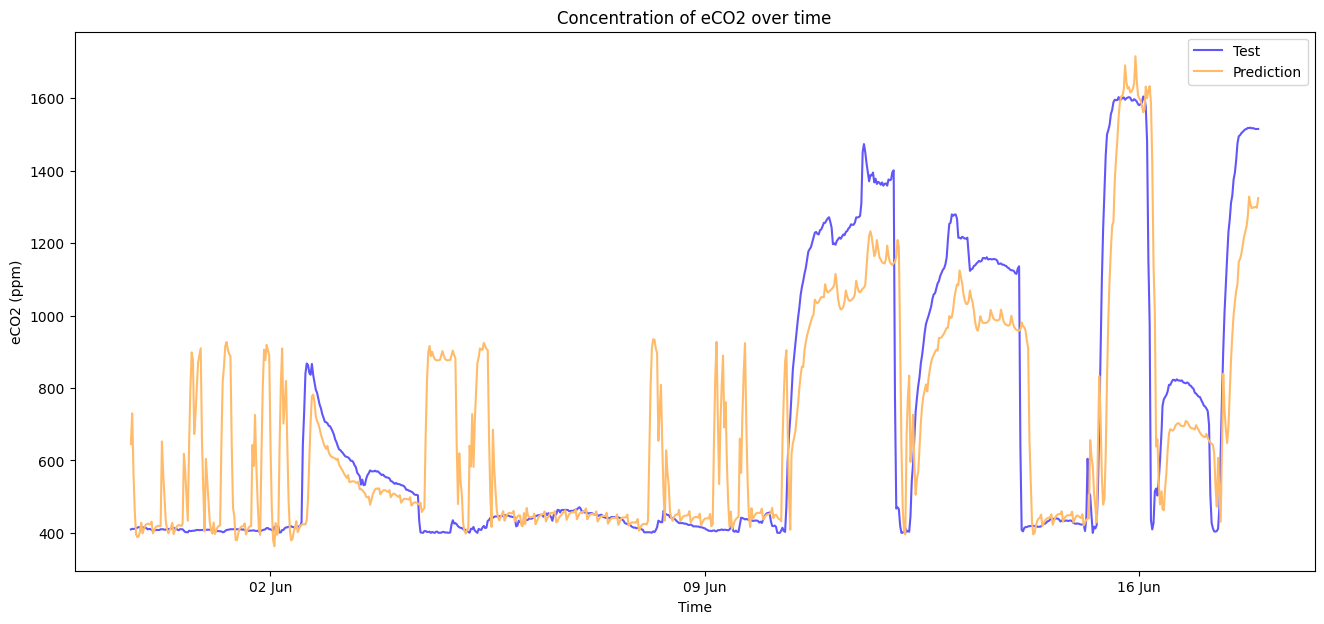 Concentration of eCO2 over time
Test
Prediction
eCO2 (ppm)
1600
1400
1200
1000
800
600
400
02 Jun
09 Jun
16 Jun
Time